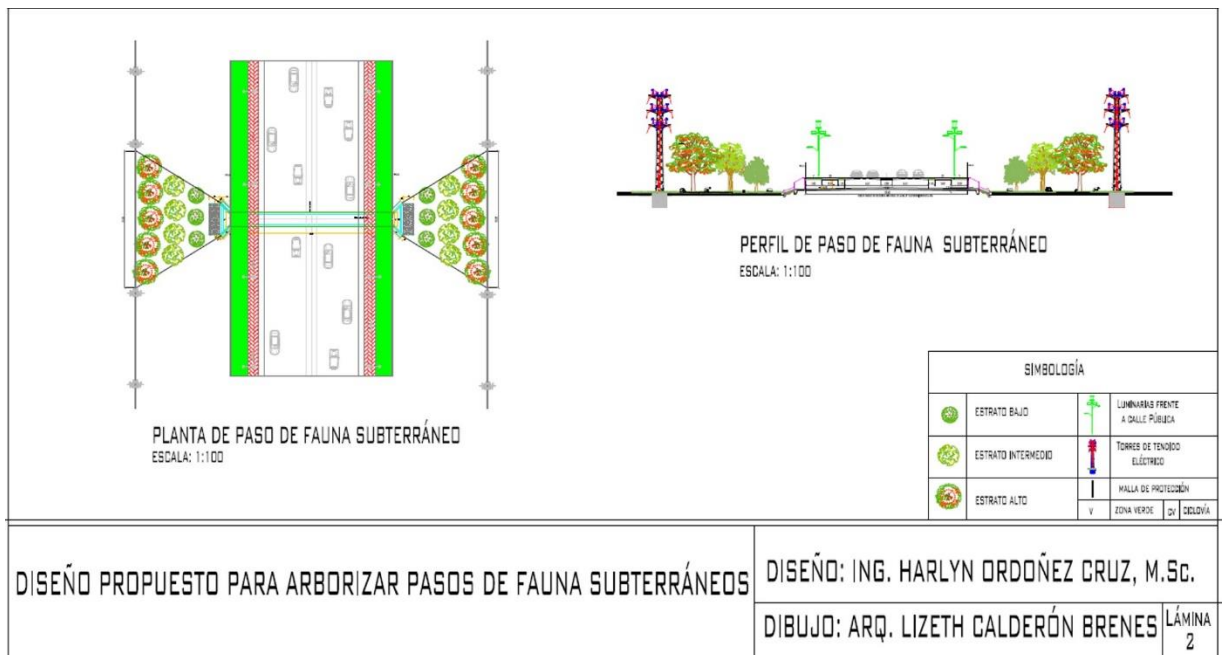 PLANTA DE PASO DE FAUNA SUBTERRÁNEO
ESCALA: 1:100
PERFIL DE PASO DE FAUNA SUBTERRÁNEO
ESCALA: 1:100
SIMBOLOGÍA
ESTRATO BAJO
LUMINARIAS FRENTE
A CALLE PÚBLICA
ESTRATO INTERMEDIO
TORRES DE TENDIDO
ELÉCTRICO
ESTRATO ALTO
MALLA DE PROTECCIÓN
V ZONA VERDE CV CICLOVÍA
DISEÑO PROPUESTO PARA ARBORIZAR PASOS DE FAUNA SUBTERRÁNEOS
DISEÑO: ING. HARLYN ORDOÑEZ CRUZ, M.Sc.
DIBUJO: ARQ. LIZETH CALDERÓN BRENES
LÁMINA
2